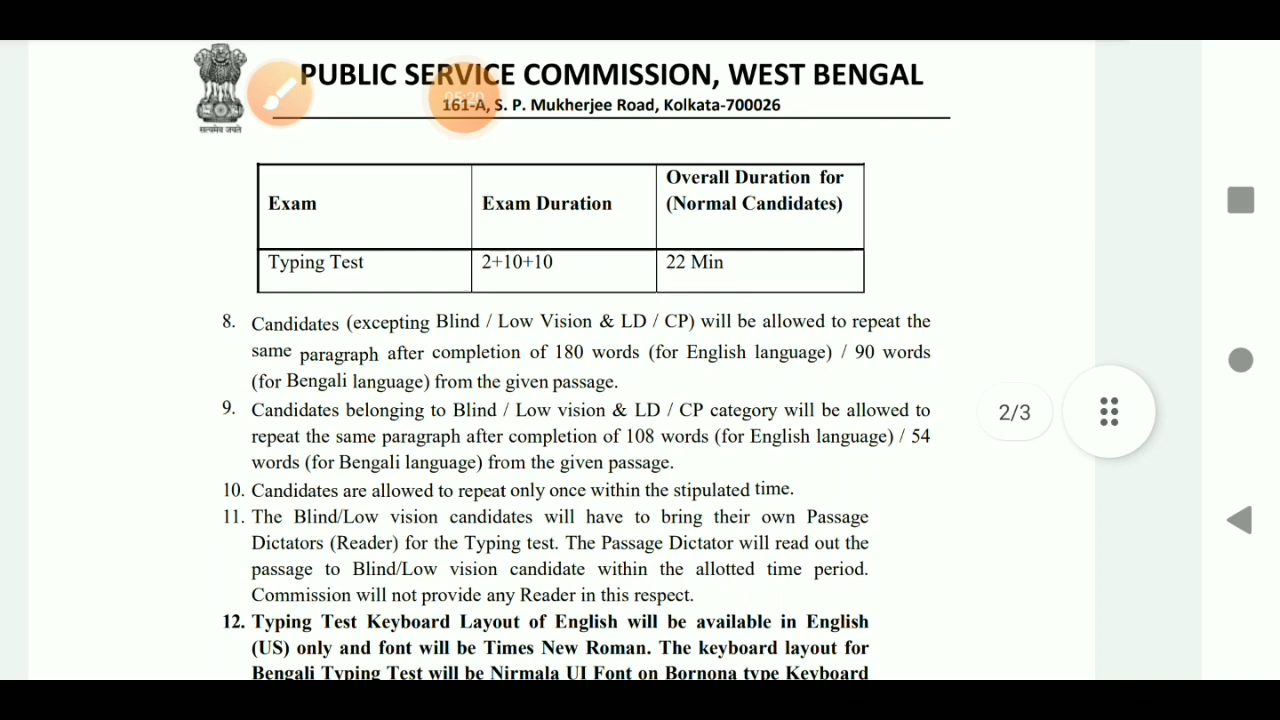 PUBLIC SERVICE COMMISSION, WEST BENGAL
161-A, S. P. Mukherjee Road, Kolkata-700026
05:20
सत्यमेव जयते
Exam
Exam Duration
Overall Duration for
(Normal Candidates)
Typing Test
2+10+10
22 Min
8. Candidates (excepting Blind / Low Vision & LD / CP) will be allowed to repeat the
same paragraph after completion of 180 words (for English language) / 90 words
(for Bengali language) from the given passage.
9. Candidates belonging to Blind / Low vision & LD / CP category will be allowed to
repeat the same paragraph after completion of 108 words (for English language) / 54
words (for Bengali language) from the given passage.
10. Candidates are allowed to repeat only once within the stipulated time.
11. The Blind/Low vision candidates will have to bring their own Passage
Dictators (Reader) for the Typing test. The Passage Dictator will read out the
passage to Blind/Low vision candidate within the allotted time period.
Commission will not provide any Reader in this respect.
12. Typing Test Keyboard Layout of English will be available in English
(US) only and font will be Times New Roman. The keyboard layout for
Bengali Typing Test will be Nirmala UI Font on Bornona type Keyboard
2/3